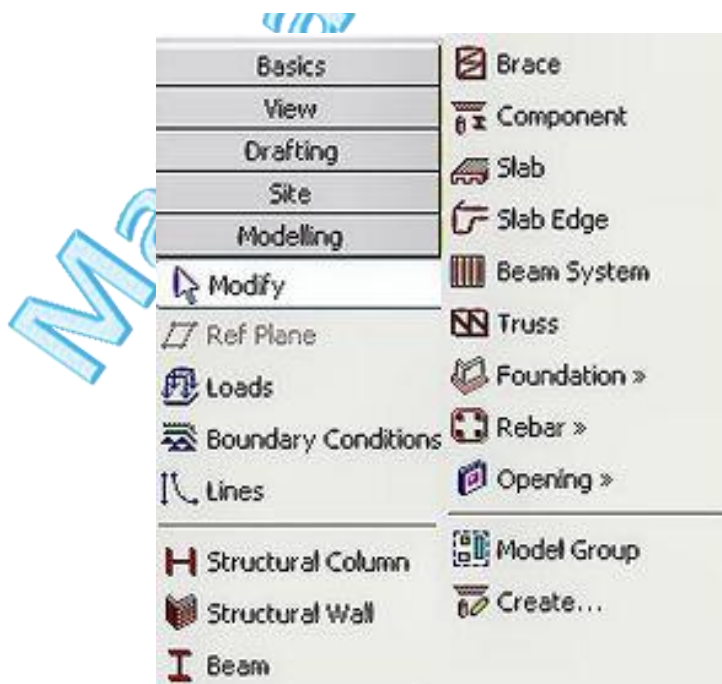 Basics
View
Drafting
Site
Modelling
Modify
Ref Plane
Loads
Boundary Conditions
Lines
Structural Column
Structural Wall
Beam
Brace
Component
Slab
Slab Edge
Beam System
Truss
Foundation »
Rebar »
Opening »
Model Group
Create...